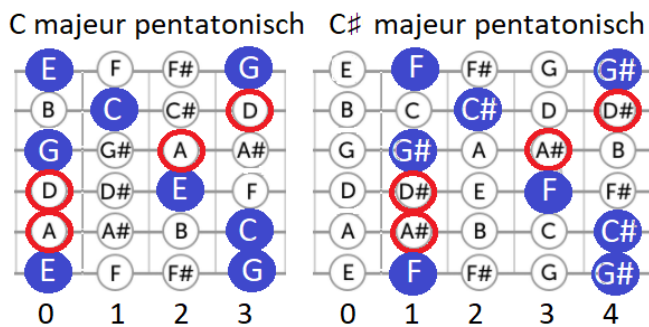 C majeur pentatonisch C♯ majeur pentatonisch
E F F# G E F F# G G#
B C C# D B C C# D D#
G G# A A# G G# A A# B
D D# E F D D# E F F#
A A# B C A A# B C C#
E F F# G E F F# G G#
0 1 2 3 0 1 2 3 4